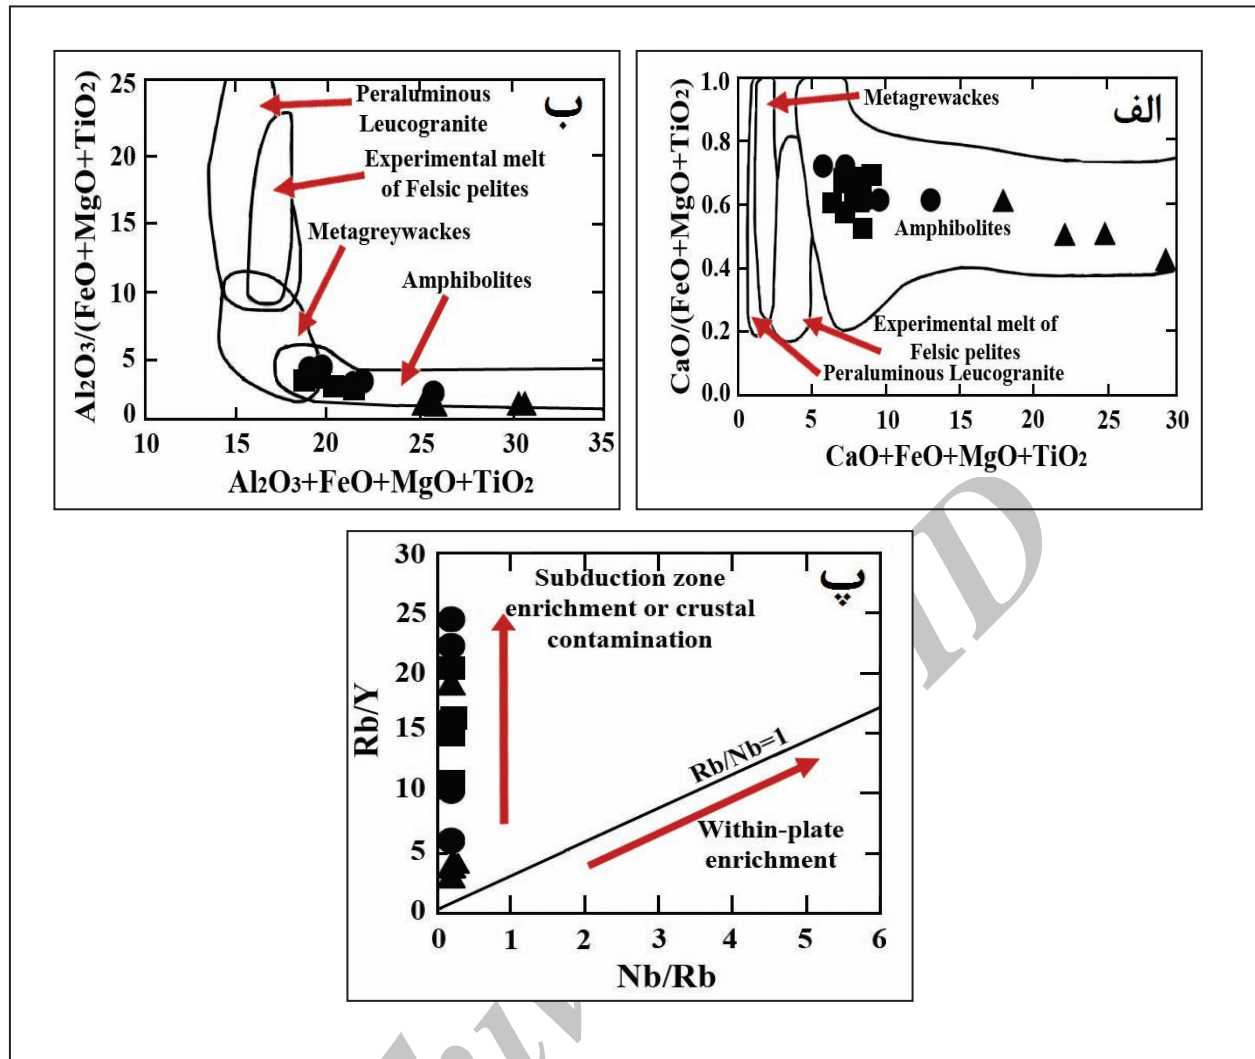 ب
Al₂O₃/(FeO+MgO+TiO₂)
25
20
15
10
5
0
Peraluminous
Leucogranite
Experimental melt
of Felsic pelites
Metagreywackes
Amphibolites
10 15 20 25 30 35
Al₂O₃+FeO+MgO+TiO₂
الف
CaO/(FeO+MgO+TiO₂)
1.0
0.8
0.6
0.4
0.2
0.0
Metagrewackes
Amphibolites
Experimental melt of
Felsic pelites
Peraluminous Leucogranite
0 5 10 15 20 25 30
CaO+FeO+MgO+TiO₂
پ
Rb/Y
30
25
20
15
10
5
0
Subduction zone
enrichment or crustal
contamination
Rb/Nb=1
Within-plate
enrichment
0 1 2 3 4 5 6
Nb/Rb